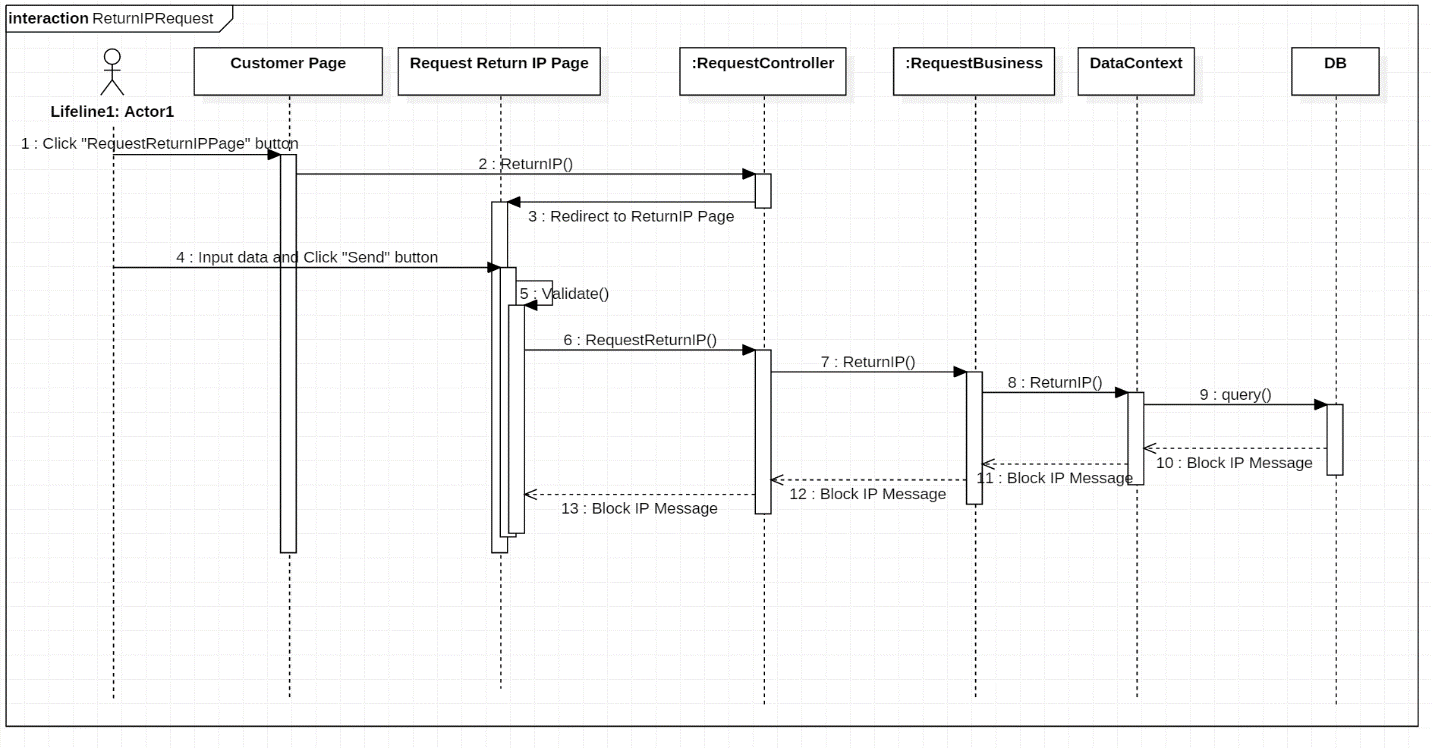 interaction ReturnIPRequest
Customer Page
Request Return IP Page
:RequestController
:RequestBusiness
DataContext
DB
Lifeline1: Actor1
1 : Click "RequestReturnIPPage" button
2 : ReturnIP()
3 : Redirect to ReturnIP Page
4 : Input data and Click "Send" button
5 : Validate()
6 : RequestReturnIP()
7 : ReturnIP()
8 : ReturnIP()
9 : query()
10 : Block IP Message
11 : Block IP Message
12 : Block IP Message
13 : Block IP Message